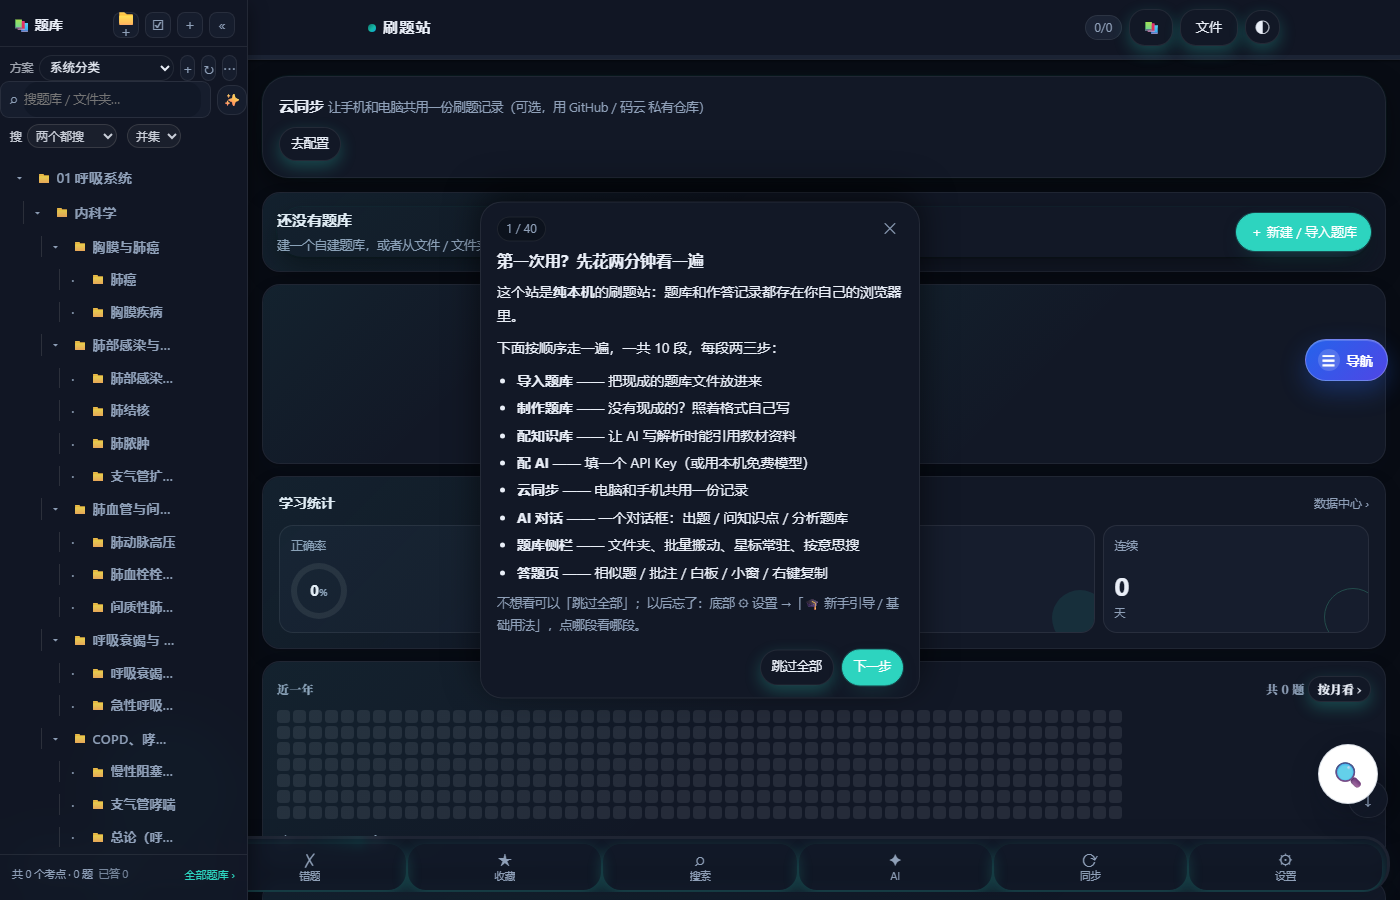 题库
+
+
«
刷题站
0/0
文件
方案 系统分类
+ ↻ ⋯
搜题库 / 文件夹...
搜 两个都搜 并集
01 呼吸系统
内科学
胸膜与肺癌
肺癌
胸膜疾病
肺部感染与...
肺部感染...
肺结核
肺脓肿
支气管扩...
肺血管与间...
肺动脉高压
肺血栓栓...
间质性肺...
呼吸衰竭与 ...
呼吸衰竭...
急性呼吸...
COPD、哮...
慢性阻塞...
支气管哮喘
总论（呼...
共 0 个考点 · 0 题 已答 0
全部题库 ›
云同步 让手机和电脑共用一份刷题记录（可选，用 GitHub / 码云 私有仓库）
去配置
还没有题库
建一个自建题库，或者从文件 / 文件夹
+ 新建 / 导入题库
1 / 40
第一次用？先花两分钟看一遍
这个站是纯本机的刷题站：题库和作答记录都存在你自己的浏览器
里。
下面按顺序走一遍，一共 10 段，每段两三步：
• 导入题库 —— 把现成的题库文件放进来
• 制作题库 —— 没有现成的？照着格式自己写
• 配知识库 —— 让 AI 写解析时能引用教材资料
• 配 AI —— 填一个 API Key（或用本机免费模型）
• 云同步 —— 电脑和手机共用一份记录
• AI 对话 —— 一个对话框：出题 / 问知识点 / 分析题库
• 题库侧栏 —— 文件夹、批量搬动、星标常驻、按意思搜
• 答题页 —— 相似题 / 批注 / 白板 / 小窗 / 右键复制
不想看可以「跳过全部」；以后忘了：底部 ⚙ 设置 →「🎓 新手引导 / 基
础用法」，点哪段看哪段。
跳过全部
下一步
导航
学习统计
数据中心 ›
正确率
0%
连续
0
天
近一年
共 0 题
按月看 ›
错题
收藏
搜索
AI
同步
设置